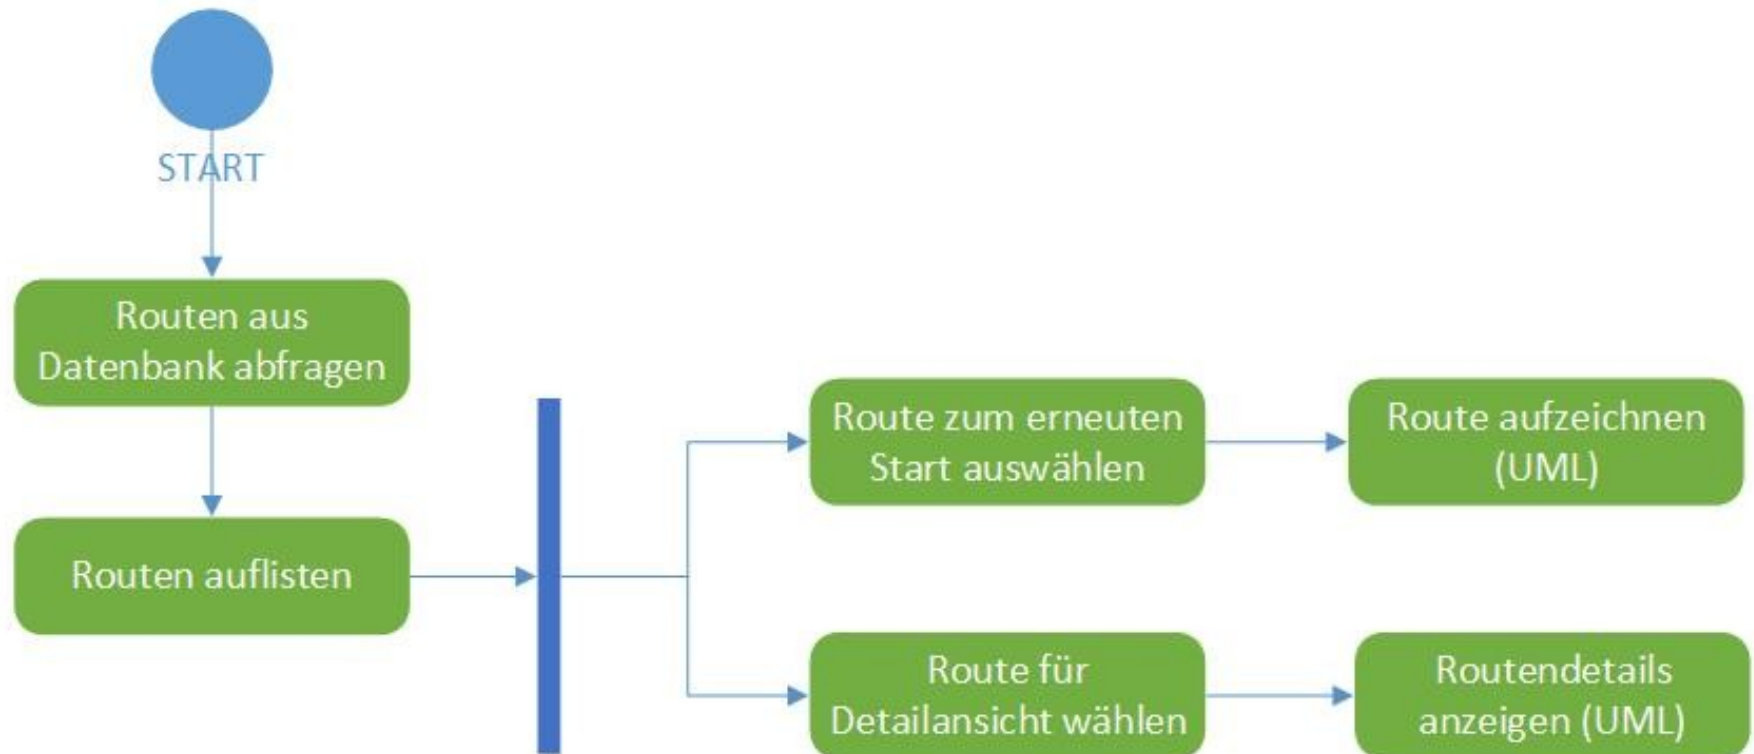 START
Routen aus
Datenbank abfragen
Routen auflisten
Route zum erneuten
Start auswählen
Route aufzeichnen
(UML)
Route für
Detailansicht wählen
Routendetails
anzeigen (UML)